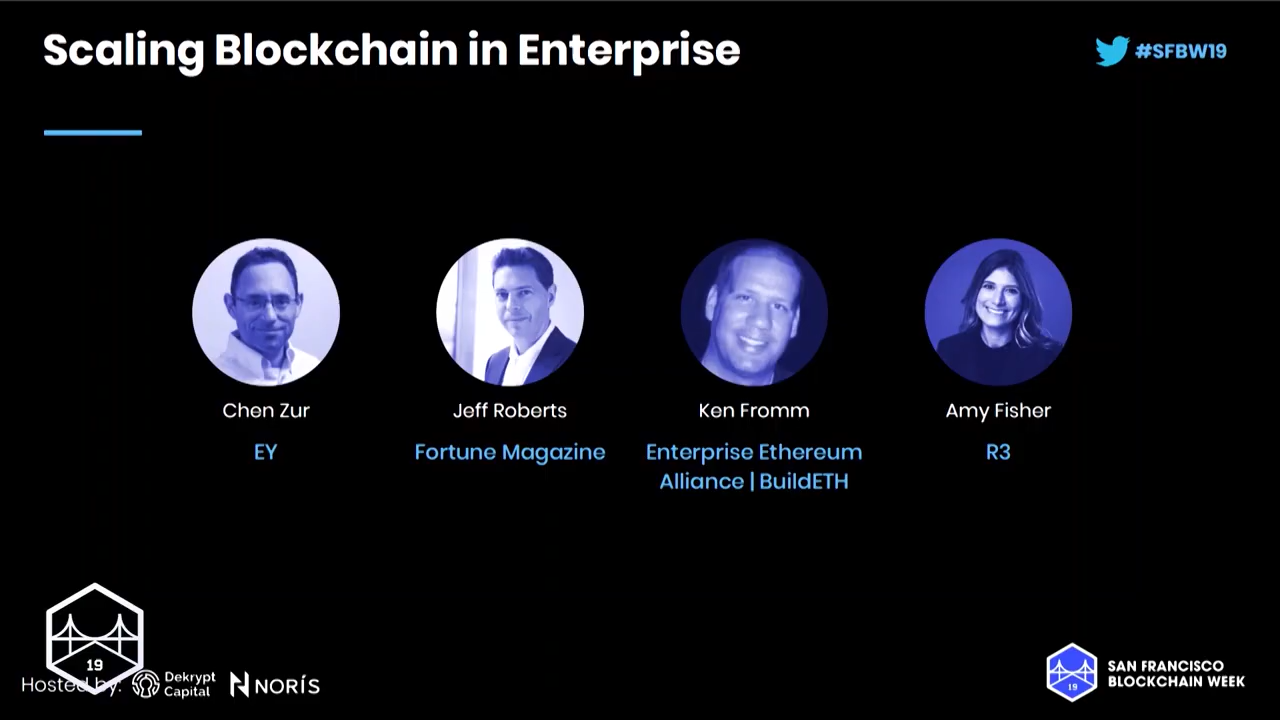 Scaling Blockchain in Enterprise
#SFBW19
Chen Zur
Jeff Roberts
Ken Fromm
Amy Fisher
EY
Fortune Magazine
Enterprise Ethereum
Alliance | BuildETH
R3
19
Hosted by:
Dekrypt
Capital
NORÍS
19
SAN FRANCISCO
BLOCKCHAIN WEEK